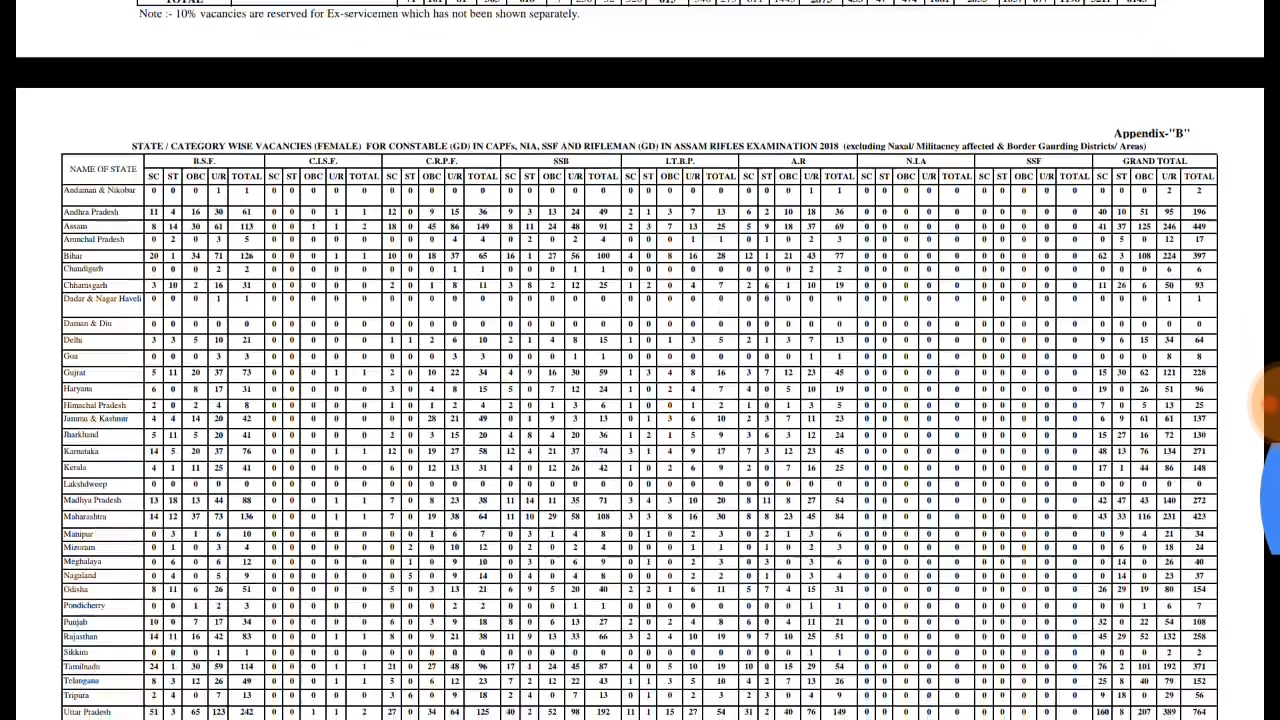 Note :- 10% vacancies are reserved for Ex-servicemen which has not been shown separately.
Appendix-"B"
STATE / CATEGORY WISE VACANCIES (FEMALE) FOR CONSTABLE (GD) IN CAPFs, NIA, SSF AND RIFLEMAN (GD) IN ASSAM RIFLES EXAMINATION 2018 (excluding Naxal/ Militacncy affected & Border Gaurding Districts/ Areas)
NAME OF STATE B.S.F. C.I.S.F. C.R.P.F. SSB I.T.B.P. A.R N.I.A SSF GRAND TOTAL
SC ST OBC U/R TOTAL SC ST OBC U/R TOTAL SC ST OBC U/R TOTAL SC ST OBC U/R TOTAL SC ST OBC U/R TOTAL SC ST OBC U/R TOTAL SC ST OBC U/R TOTAL SC ST OBC U/R TOTAL SC ST OBC U/R TOTAL
Andaman & Nikobar 0 0 0 1 1 0 0 0 0 0 0 0 0 0 0 0 0 0 0 0 0 0 0 0 0 0 0 0 1 1 0 0 0 0 0 0 0 0 0 0 0 0 0 2 2
Andhra Pradesh 11 4 16 30 61 0 0 0 1 1 12 0 9 15 36 9 3 13 24 49 2 1 3 7 13 6 2 10 18 36 0 0 0 0 0 0 0 0 0 0 40 10 51 95 196
Assam 8 14 30 61 113 0 0 1 1 2 18 0 45 86 149 8 11 24 48 91 2 3 7 13 25 5 9 18 37 69 0 0 0 0 0 0 0 0 0 0 41 37 125 246 449
Arunchal Pradesh 0 2 0 3 5 0 0 0 0 0 0 0 0 4 4 0 2 0 2 4 0 0 0 1 1 0 1 0 2 3 0 0 0 0 0 0 0 0 0 0 0 5 0 12 17
Bihar 20 1 34 71 126 0 0 0 1 1 10 0 18 37 65 16 1 27 56 100 4 0 8 16 28 12 1 21 43 77 0 0 0 0 0 0 0 0 0 0 62 3 108 224 397
Chandigarh 0 0 0 2 2 0 0 0 0 0 0 0 0 1 1 0 0 0 1 1 0 0 0 0 0 0 0 0 2 2 0 0 0 0 0 0 0 0 0 0 0 0 0 6 6
Chhattisgarh 3 10 2 16 31 0 0 0 0 0 2 0 1 8 11 3 8 2 12 25 1 2 0 4 7 2 6 1 10 19 0 0 0 0 0 0 0 0 0 0 11 26 6 50 93
Dadar & Nagar Haveli 0 0 0 1 1 0 0 0 0 0 0 0 0 0 0 0 0 0 0 0 0 0 0 0 0 0 0 0 0 0 0 0 0 0 0 0 0 0 0 0 0 0 0 1 1
Daman & Diu 0 0 0 0 0 0 0 0 0 0 0 0 0 0 0 0 0 0 0 0 0 0 0 0 0 0 0 0 0 0 0 0 0 0 0 0 0 0 0 0 0 0 0 0 0
Delhi 3 3 5 10 21 0 0 0 0 0 1 1 2 6 10 2 1 4 8 15 1 0 1 3 5 2 1 3 7 13 0 0 0 0 0 0 0 0 0 0 9 6 15 34 64
Goa 0 0 0 3 3 0 0 0 0 0 0 0 0 3 3 0 0 0 1 1 0 0 0 0 0 0 0 0 1 1 0 0 0 0 0 0 0 0 0 0 0 0 0 8 8
Gujrat 5 11 20 37 73 0 0 0 1 1 2 0 10 22 34 4 9 16 30 59 1 3 4 8 16 3 7 12 23 45 0 0 0 0 0 0 0 0 0 0 15 30 62 121 228
Haryana 6 0 8 17 31 0 0 0 0 0 3 0 4 8 15 5 0 7 12 24 1 0 2 4 7 4 0 5 10 19 0 0 0 0 0 0 0 0 0 0 19 0 26 51 96
Himachal Pradesh 2 0 2 4 8 0 0 0 0 0 1 0 1 2 4 2 0 1 3 6 1 0 0 1 2 1 0 1 3 5 0 0 0 0 0 0 0 0 0 0 7 0 5 13 25
Jammu & Kashmir 4 4 14 20 42 0 0 0 0 0 0 0 28 21 49 0 1 9 3 13 0 1 3 6 10 2 3 7 11 23 0 0 0 0 0 0 0 0 0 0 6 9 61 61 137
Jharkhand 5 11 5 20 41 0 0 0 0 0 2 0 3 15 20 4 8 4 20 36 1 2 1 5 9 3 6 3 12 24 0 0 0 0 0 0 0 0 0 0 15 27 16 72 130
Karnataka 14 5 20 37 76 0 0 0 1 1 12 0 19 27 58 12 4 21 37 74 3 1 4 9 17 7 3 12 23 45 0 0 0 0 0 0 0 0 0 0 48 13 76 134 271
Kerala 4 1 11 25 41 0 0 0 0 0 6 0 12 13 31 4 0 12 26 42 1 0 2 6 9 2 0 7 16 25 0 0 0 0 0 0 0 0 0 0 17 1 44 86 148
Lakshdweep 0 0 0 0 0 0 0 0 0 0 0 0 0 0 0 0 0 0 0 0 0 0 0 0 0 0 0 0 0 0 0 0 0 0 0 0 0 0 0 0 0 0 0 0 0
Madhya Pradesh 13 18 13 44 88 0 0 0 1 1 7 0 8 23 38 11 14 11 35 71 3 4 3 10 20 8 11 8 27 54 0 0 0 0 0 0 0 0 0 0 42 47 43 140 272
Maharashtra 14 12 37 73 136 0 0 0 1 1 7 0 19 38 64 11 10 29 58 108 3 3 8 16 30 8 8 23 45 84 0 0 0 0 0 0 0 0 0 0 43 33 116 231 423
Manipur 0 3 1 6 10 0 0 0 0 0 0 0 1 6 7 0 3 1 4 8 0 1 0 2 3 0 2 1 3 6 0 0 0 0 0 0 0 0 0 0 0 9 4 21 34
Mizoram 0 1 0 3 4 0 0 0 0 0 0 2 0 10 12 0 2 0 2 4 0 0 0 1 1 0 1 0 2 3 0 0 0 0 0 0 0 0 0 0 0 6 0 18 24
Meghalaya 0 6 0 6 12 0 0 0 0 0 0 1 0 9 10 0 3 0 6 9 0 1 0 2 3 0 3 0 3 6 0 0 0 0 0 0 0 0 0 0 0 14 0 26 40
Nagaland 0 4 0 5 9 0 0 0 0 0 0 5 0 9 14 0 4 0 4 8 0 0 0 2 2 0 1 0 3 4 0 0 0 0 0 0 0 0 0 0 0 14 0 23 37
Odisha 8 11 6 26 51 0 0 0 0 0 5 0 3 13 21 6 9 5 20 40 2 2 1 6 11 5 7 4 15 31 0 0 0 0 0 0 0 0 0 0 26 29 19 80 154
Pondicherry 0 0 1 2 3 0 0 0 0 0 0 0 0 2 2 0 0 0 1 1 0 0 0 0 0 0 0 0 1 1 0 0 0 0 0 0 0 0 0 0 0 0 1 6 7
Punjab 10 0 7 17 34 0 0 0 0 0 6 0 3 9 18 8 0 6 13 27 2 0 2 4 8 6 0 4 11 21 0 0 0 0 0 0 0 0 0 0 32 0 22 54 108
Rajasthan 14 11 16 42 83 0 0 0 1 1 8 0 9 21 38 11 9 13 33 66 3 2 4 10 19 9 7 10 25 51 0 0 0 0 0 0 0 0 0 0 45 29 52 132 258
Sikkim 0 0 0 1 1 0 0 0 0 0 0 0 0 0 0 0 0 0 0 0 0 0 0 0 0 0 0 0 1 1 0 0 0 0 0 0 0 0 0 0 0 0 0 2 2
Tamilnadu 24 1 30 59 114 0 0 0 1 1 21 0 27 48 96 17 1 24 45 87 4 0 5 10 19 10 0 15 29 54 0 0 0 0 0 0 0 0 0 0 76 2 101 192 371
Telangana 8 3 12 26 49 0 0 0 1 1 5 0 6 12 23 7 2 12 22 43 1 1 3 5 10 4 2 7 13 26 0 0 0 0 0 0 0 0 0 0 25 8 40 79 152
Tripura 2 4 0 7 13 0 0 0 0 0 3 6 0 9 18 2 4 0 7 13 0 1 0 2 3 2 3 0 4 9 0 0 0 0 0 0 0 0 0 0 9 18 0 29 56
Uttar Pradesh 51 3 65 123 242 0 0 1 1 2 27 0 34 64 125 40 2 52 98 192 11 1 15 27 54 31 2 40 76 149 0 0 0 0 0 0 0 0 0 0 160 8 207 389 764